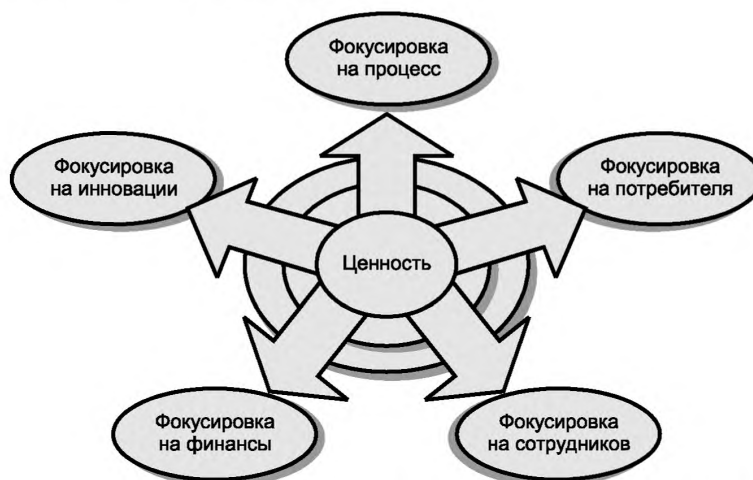 Фокусировка
на процесс
Фокусировка
на инновации
Фокусировка
на потребителя
Ценность
Фокусировка
на финансы
Фокусировка
на сотрудников